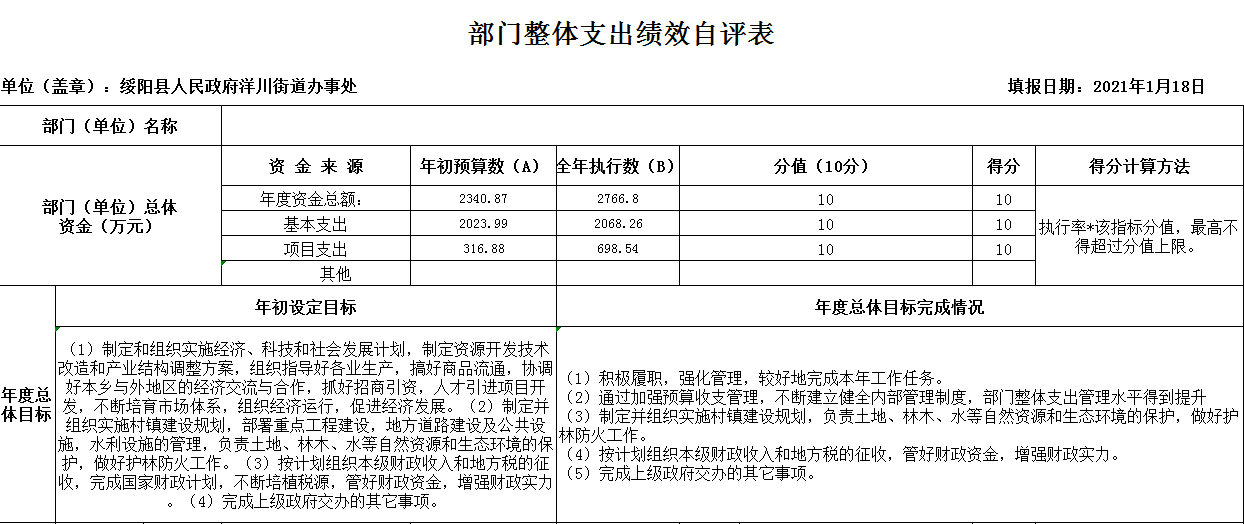 部门整体支出绩效自评表
单位（盖章）：绥阳县人民政府洋川街道办事处 填报日期：2021年1月18日
部门（单位）名称
部门（单位）总体
资金（万元）
资 金 来 源 年初预算数（A） 全年执行数（B） 分值（10分） 得分 得分计算方法
年度资金总额： 2340.87 2766.8 10 10
基本支出 2023.99 2068.26 10 10
项目支出 316.88 698.54 10 10
其他
执行率*该指标分值，最高不
得超过分值上限。
年度总
体目标
年初设定目标 年度总体目标完成情况
（1）制定和组织实施经济、科技和社会发展计划，制定资源开发技术
改造和产业结构调整方案，组织指导好各业生产，搞好商品流通，协调
好本乡与外地区的经济交流与合作，抓好招商引资，人才引进项目开
发，不断培育市场体系，组织经济运行，促进经济发展。（2）制定并
组织实施村镇建设规划，部署重点工程建设，地方道路建设及公共设
施，水利设施的管理，负责土地、林木、水等自然资源和生态环境的保
护，做好护林防火工作。（3）按计划组织本级财政收入和地方税的征
收，完成国家财政计划，不断培植税源，管好财政资金，增强财政实力
。（4）完成上级政府交办的其它事项。
（1）积极履职，强化管理，较好地完成本年工作任务。
（2）通过加强预算收支管理，不断建立健全内部管理制度，部门整体支出管理水平得到提升
（3）制定并组织实施村镇建设规划，负责土地、林木、水等自然资源和生态环境的保护，做好护
林防火工作。
（4）按计划组织本级财政收入和地方税的征收，管好财政资金，增强财政实力。
（5）完成上级政府交办的其它事项。